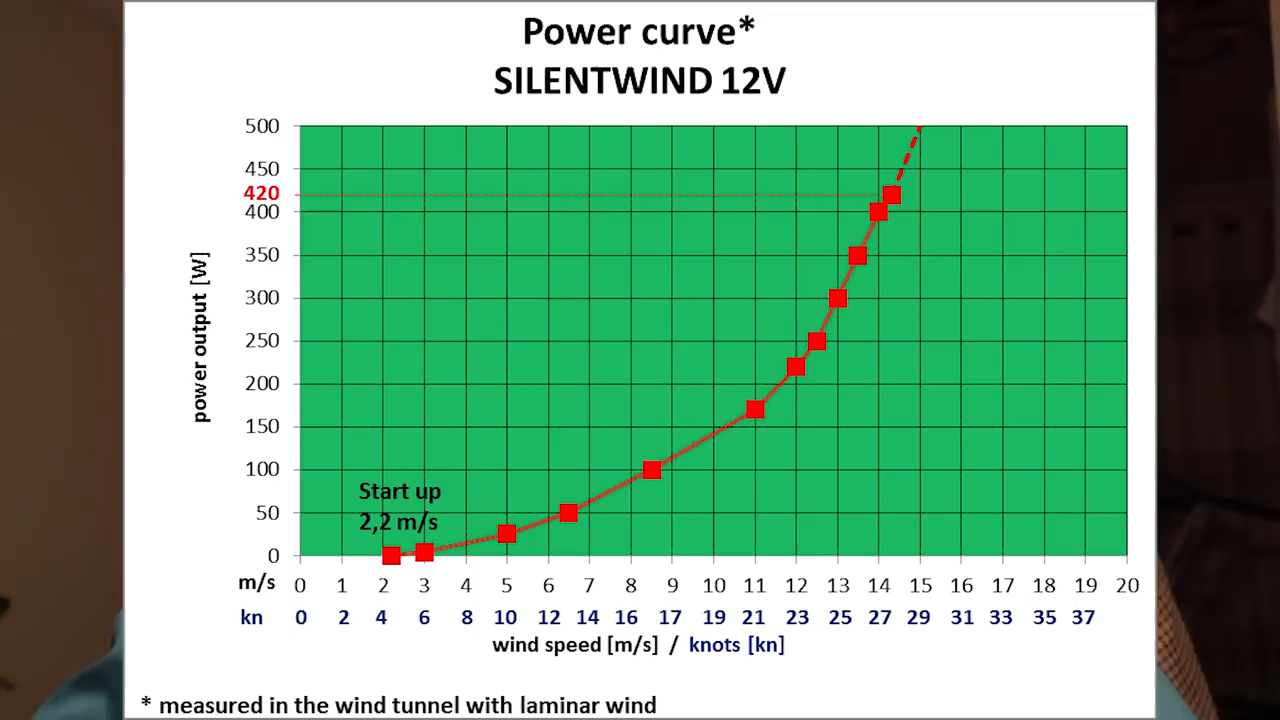 Power curve*
SILENTWIND 12V
500
450
420
400
350
300
250
200
150
100
50
0
power output [W]
Start up
2,2 m/s
m/s 0 1 2 3 4 5 6 7 8 9 10 11 12 13 14 15 16 17 18 19 20
kn 0 2 4 6 8 10 12 14 16 17 19 21 23 25 27 29 31 33 35 37
wind speed [m/s] / knots [kn]
* measured in the wind tunnel with laminar wind